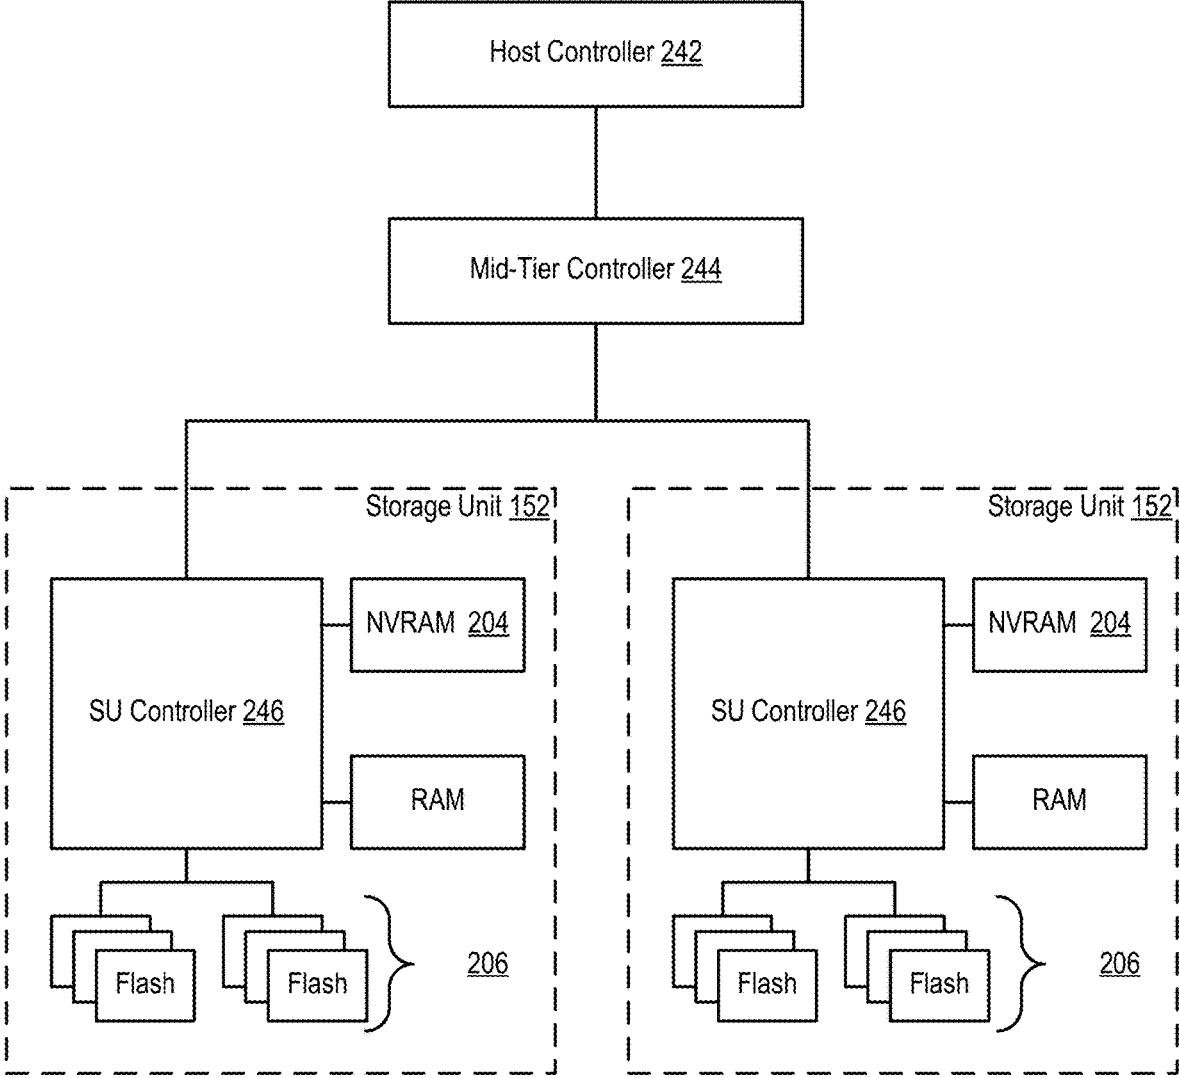 Host Controller 242
Mid-Tier Controller 244
Storage Unit 152
NVRAM 204
SU Controller 246
RAM
Flash
Flash
206
Storage Unit 152
NVRAM 204
SU Controller 246
RAM
Flash
Flash
206